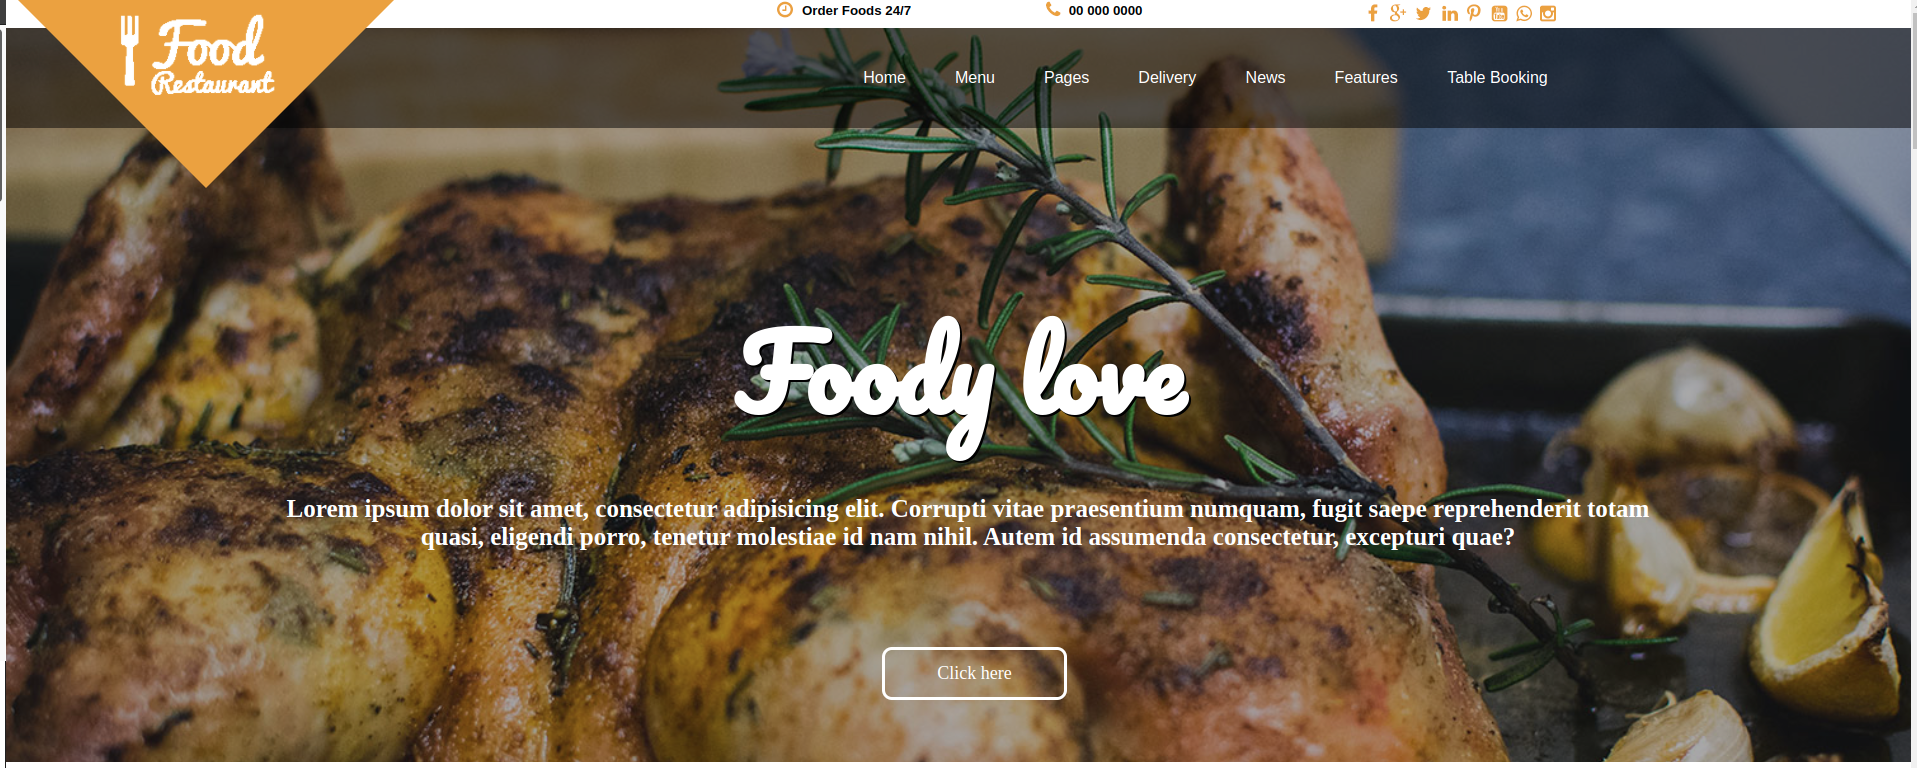 Order Foods 24/7
00 000 0000
Food
Restaurant
Home Menu Pages Delivery News Features Table Booking
Foody love
Lorem ipsum dolor sit amet, consectetur adipisicing elit. Corrupti vitae praesentium numquam, fugit saepe reprehenderit totam
quasi, eligendi porro, tenetur molestiae id nam nihil. Autem id assumenda consectetur, excepturi quae?
Click here